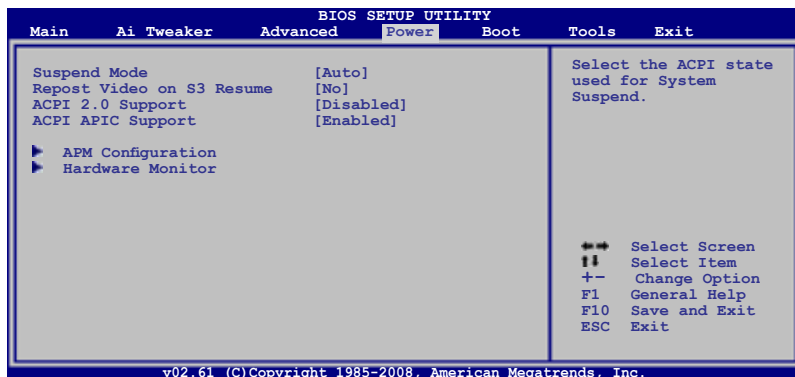 BIOS SETUP UTILITY
Main Ai Tweaker Advanced Power Boot Tools Exit
Suspend Mode [Auto]
Repost Video on S3 Resume [No]
ACPI 2.0 Support [Disabled]
ACPI APIC Support [Enabled]
APM Configuration
Hardware Monitor
Select the ACPI state
used for System
Suspend.
Select Screen
Select Item
+- Change Option
F1 General Help
F10 Save and Exit
ESC Exit
v02.61 (C)Copyright 1985-2008, American Megatrends, Inc.